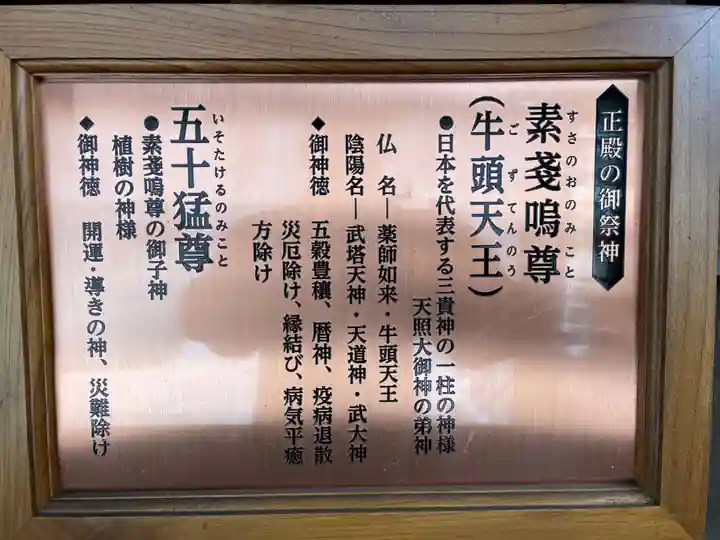 正殿の御祭神
素戔嗚尊
すさのおのみこと
(牛頭天王)
ごずてんのう
●日本を代表する三貴神の一柱の神様
天照大御神の弟神
仏 名―薬師如来・牛頭天王
陰陽名―武塔天神・天道神・武大神
◆御神徳 五穀豊穣、暦神、疫病退散
災厄除け、縁結び、病気平癒
方除け
五十猛尊
いそたけるのみこと
●素戔嗚尊の御子神
植樹の神様
◆御神徳 開運・導きの神、災難除け